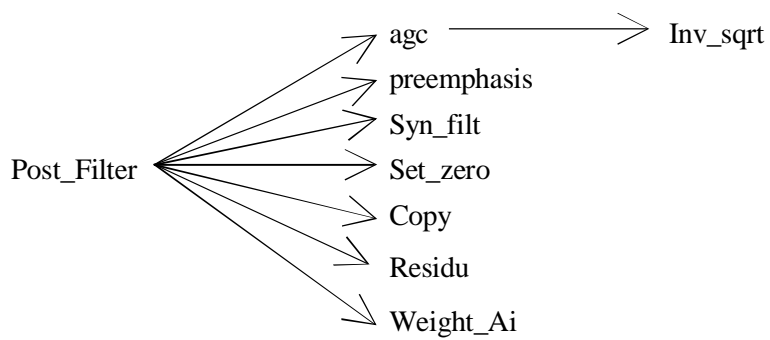 agc Inv_sqrt
preemphasis
Syn_filt
Post_Filter Set_zero
Copy
Residu
Weight_Ai